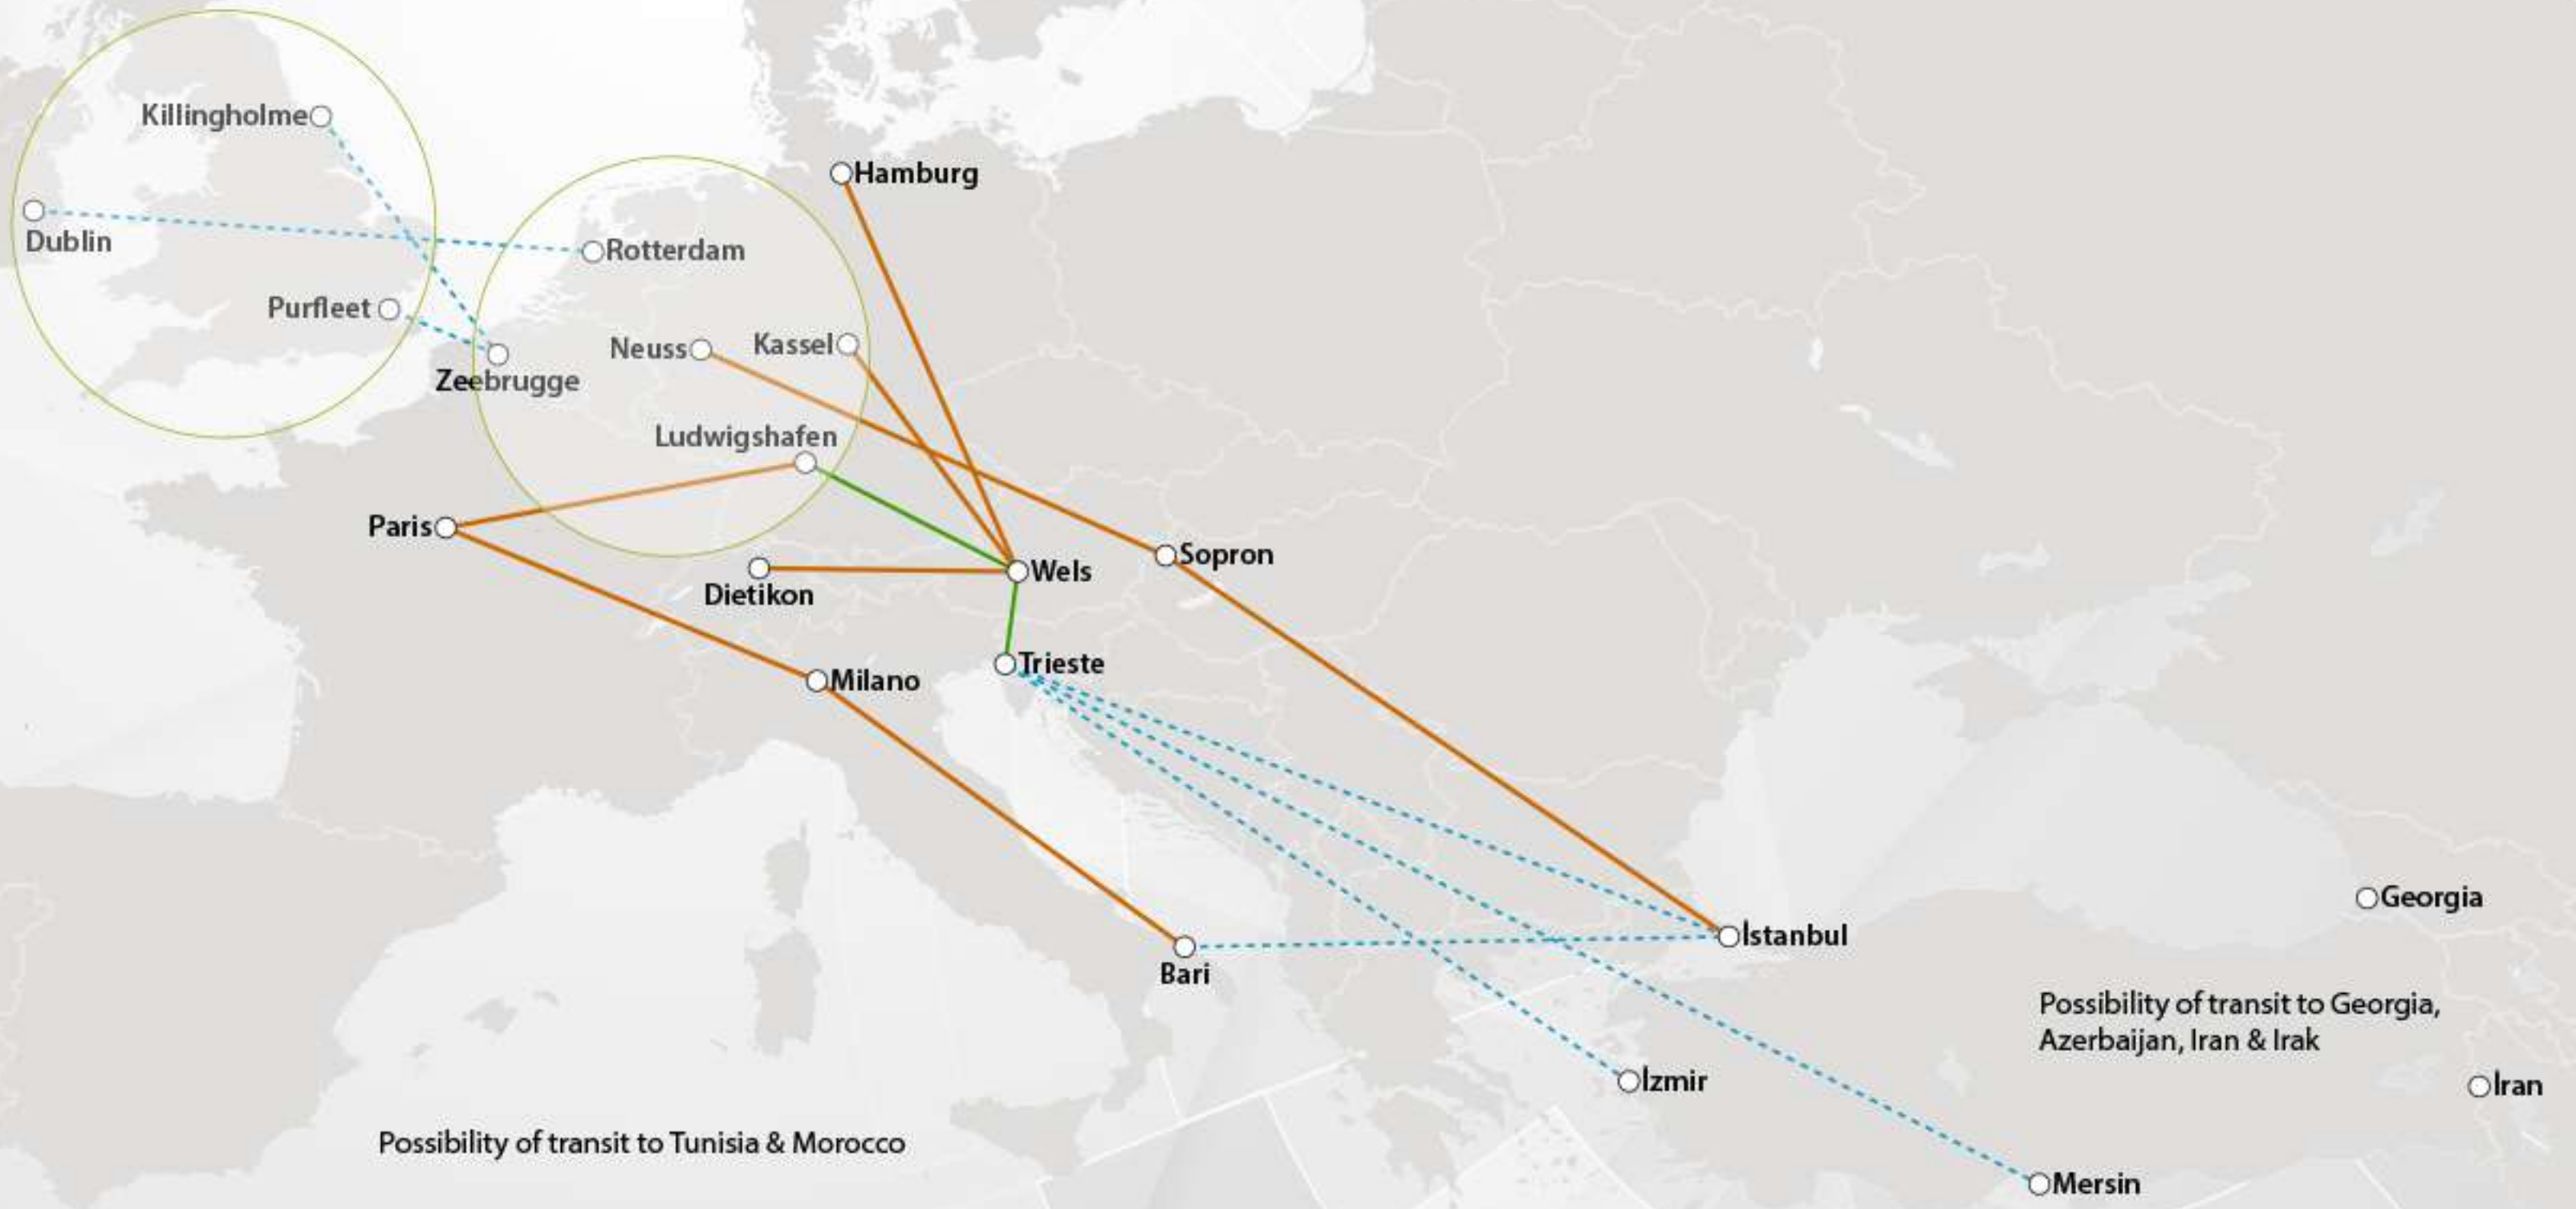 Killingholme
Hamburg
Dublin
Rotterdam
Purfleet
Neuss
Kassel
Zeebrugge
Ludwigshafen
Paris
Sopron
Wels
Dietikon
Trieste
Milano
Georgia
İstanbul
Bari
Possibility of transit to Georgia,
Azerbaijan, Iran & Irak
İzmir
İran
Possibility of transit to Tunisia & Morocco
Mersin